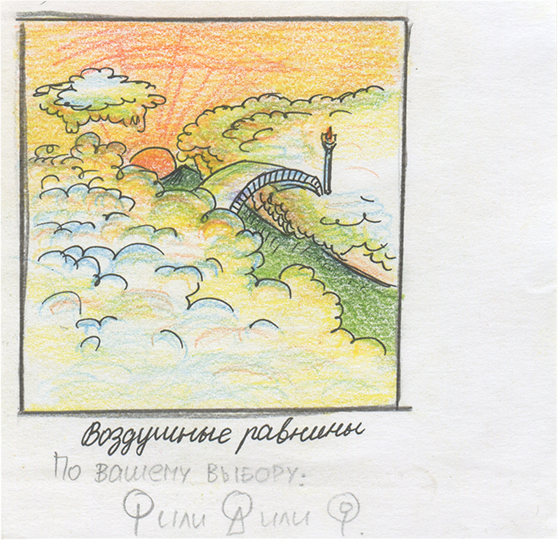 Воздушные равнины
По вашему выбору:
или или